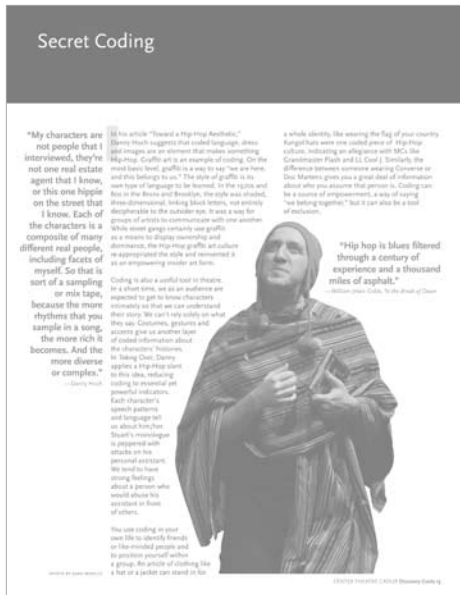 Secret Coding
"My characters are
not people that I
interviewed, they're
not one real estate
agent that I know,
or this one hippie
on the street that
I know. Each of
the characters is a
composite of many
different real people,
including facets of
myself. So that is
sort of a sampling
or mix tape,
because the more
rhythms that you
sample in a song,
the more rich it
becomes. And the
more diverse
or complex."
—Danny Hoch
In his article "Toward a Hip-Hop Aesthetic,"
Danny Hoch suggests that coded language, dress
and images are an element that makes something
Hip-Hop. Graffiti art is an example of coding. On the
most basic level, graffiti is a way to say "we are here,
and this belongs to us." The style of graffiti is its
own type of language to be learned. In the 1970s and
80s in the Bronx and Brooklyn, the style was shaded,
three-dimensional, linking block letters, not entirely
decipherable to the outsider eye. It was a way for
groups of artists to communicate with one another.
While street gangs certainly use graffiti
as a means to display ownership and
dominance, the Hip-Hop graffiti art culture
re-appropriated the style and reinvented it
as an empowering insider art form.
Coding is also a useful tool in theatre.
In a short time, we as an audience are
expected to get to know characters
intimately so that we can understand
their story. We can't rely solely on what
they say. Costumes, gestures and
accents give us another layer
of coded information about
the characters' histories.
In Taking Over, Danny
applies a Hip-Hop slant
to this idea, reducing
coding to essential yet
powerful indicators.
Each character's
speech patterns
and language tell
us about him/her.
Stuart's monologue
is peppered with
attacks on his
personal assistant.
We tend to have
strong feelings
about a person who
would abuse his
assistant in front
of others.
You use coding in your
own life to identify friends
or like-minded people and
to position yourself within
a group. An article of clothing like
a hat or a jacket can stand in for
a whole identity, like wearing the flag of your country.
Kangol hats were one coded piece of Hip-Hop
culture, indicating an allegiance with MCs like
Grandmaster Flash and LL Cool J. Similarly, the
difference between someone wearing Converse or
Doc Martens gives you a great deal of information
about who you assume that person is. Coding can
be a source of empowerment, a way of saying
"we belong together," but it can also be a tool
of exclusion.
"Hip hop is blues filtered
through a century of
experience and a thousand
miles of asphalt."
—William Jelani Cobb, To the Break of Dawn
CENTER THEATRE GROUP Discovery Guide